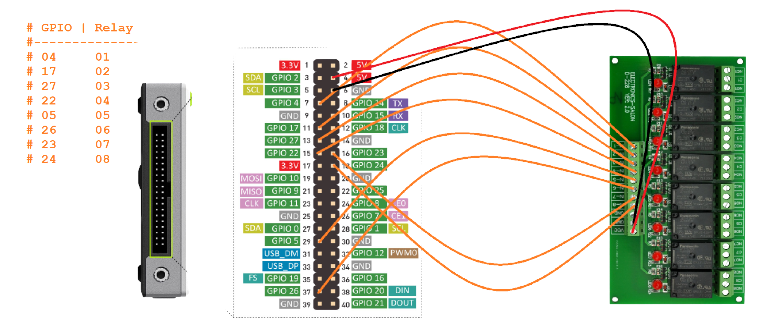 # GPIO | Relay
#---------------
# 04 01
# 17 02
# 27 03
# 22 04
# 05 05
# 26 06
# 23 07
# 24 08
3.3V 1 2 5V
SDA GPIO 2 3 4 5V
SCL GPIO 3 5 6 GND
GPIO 4 7 8 GPIO 14 TX
GND 9 10 GPIO 15 RX
GPIO 17 11 12 GPIO 18 CLK
GPIO 27 13 14 GND
GPIO 22 15 16 GPIO 23
3.3V 17 18 GPIO 24
MOSI GPIO 10 19 20 GND
MISO GPIO 9 21 22 GPIO 25
CLK GPIO 11 23 24 GPIO 8 CE0
GND 25 26 GPIO 7 CE1
SDA GPIO 0 27 28 GPIO 1 SCL
GPIO 5 29 30 GND
USB_DM 31 32 GPIO 12 PWM0
USB_DP 33 34 GND
FS GPIO 19 35 36 GPIO 16
GPIO 26 37 38 GPIO 20 DIN
GND 39 40 GPIO 21 DOUT
ELECTRONICS-SALON